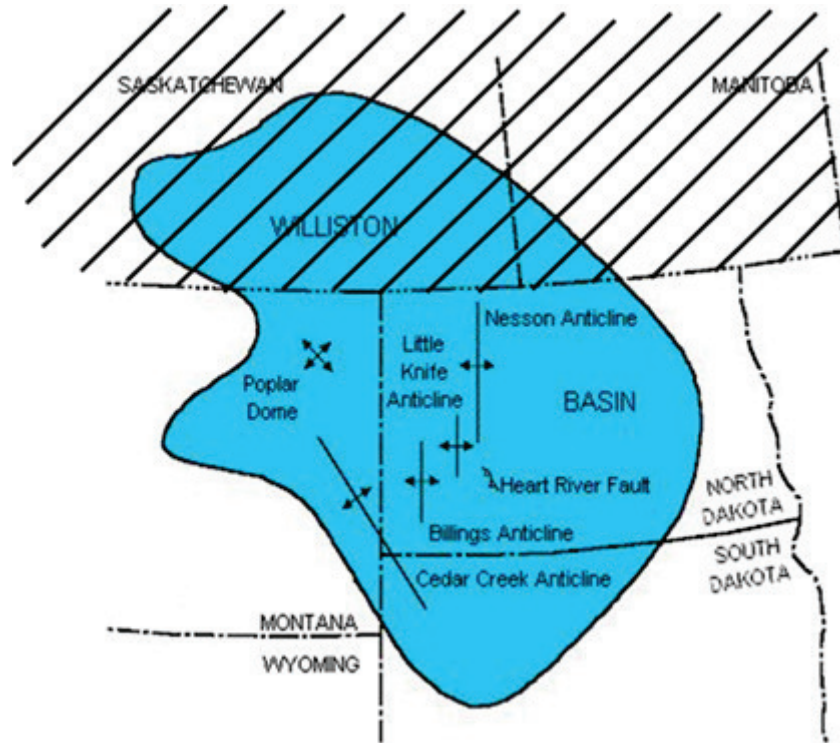 SASKATCHEWAN
MANITOBA
WILLISTON
Nesson Anticline
Little
Knife
Anticline
Poplar
Dome
BASIN
Heart River Fault
NORTH
DAKOTA
Billings Anticline
SOUTH
DAKOTA
Cedar Creek Anticline
MONTANA
WYOMING